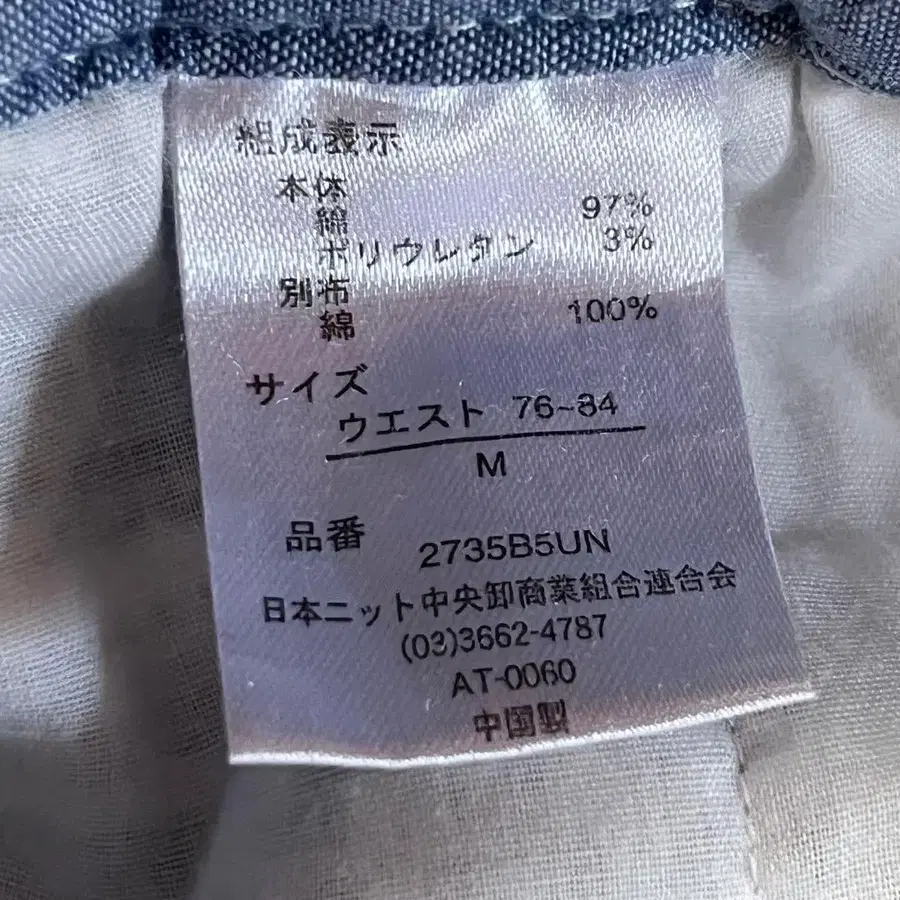 組成表示
本体
綿 97%
ポリウレタン 3%
別布
綿 100%
サイズ
ウエスト 76~84
M
品番 2735B5UN
日本ニット中央卸商業組合連合会
(03)3662-4787
AT-0060
中国製